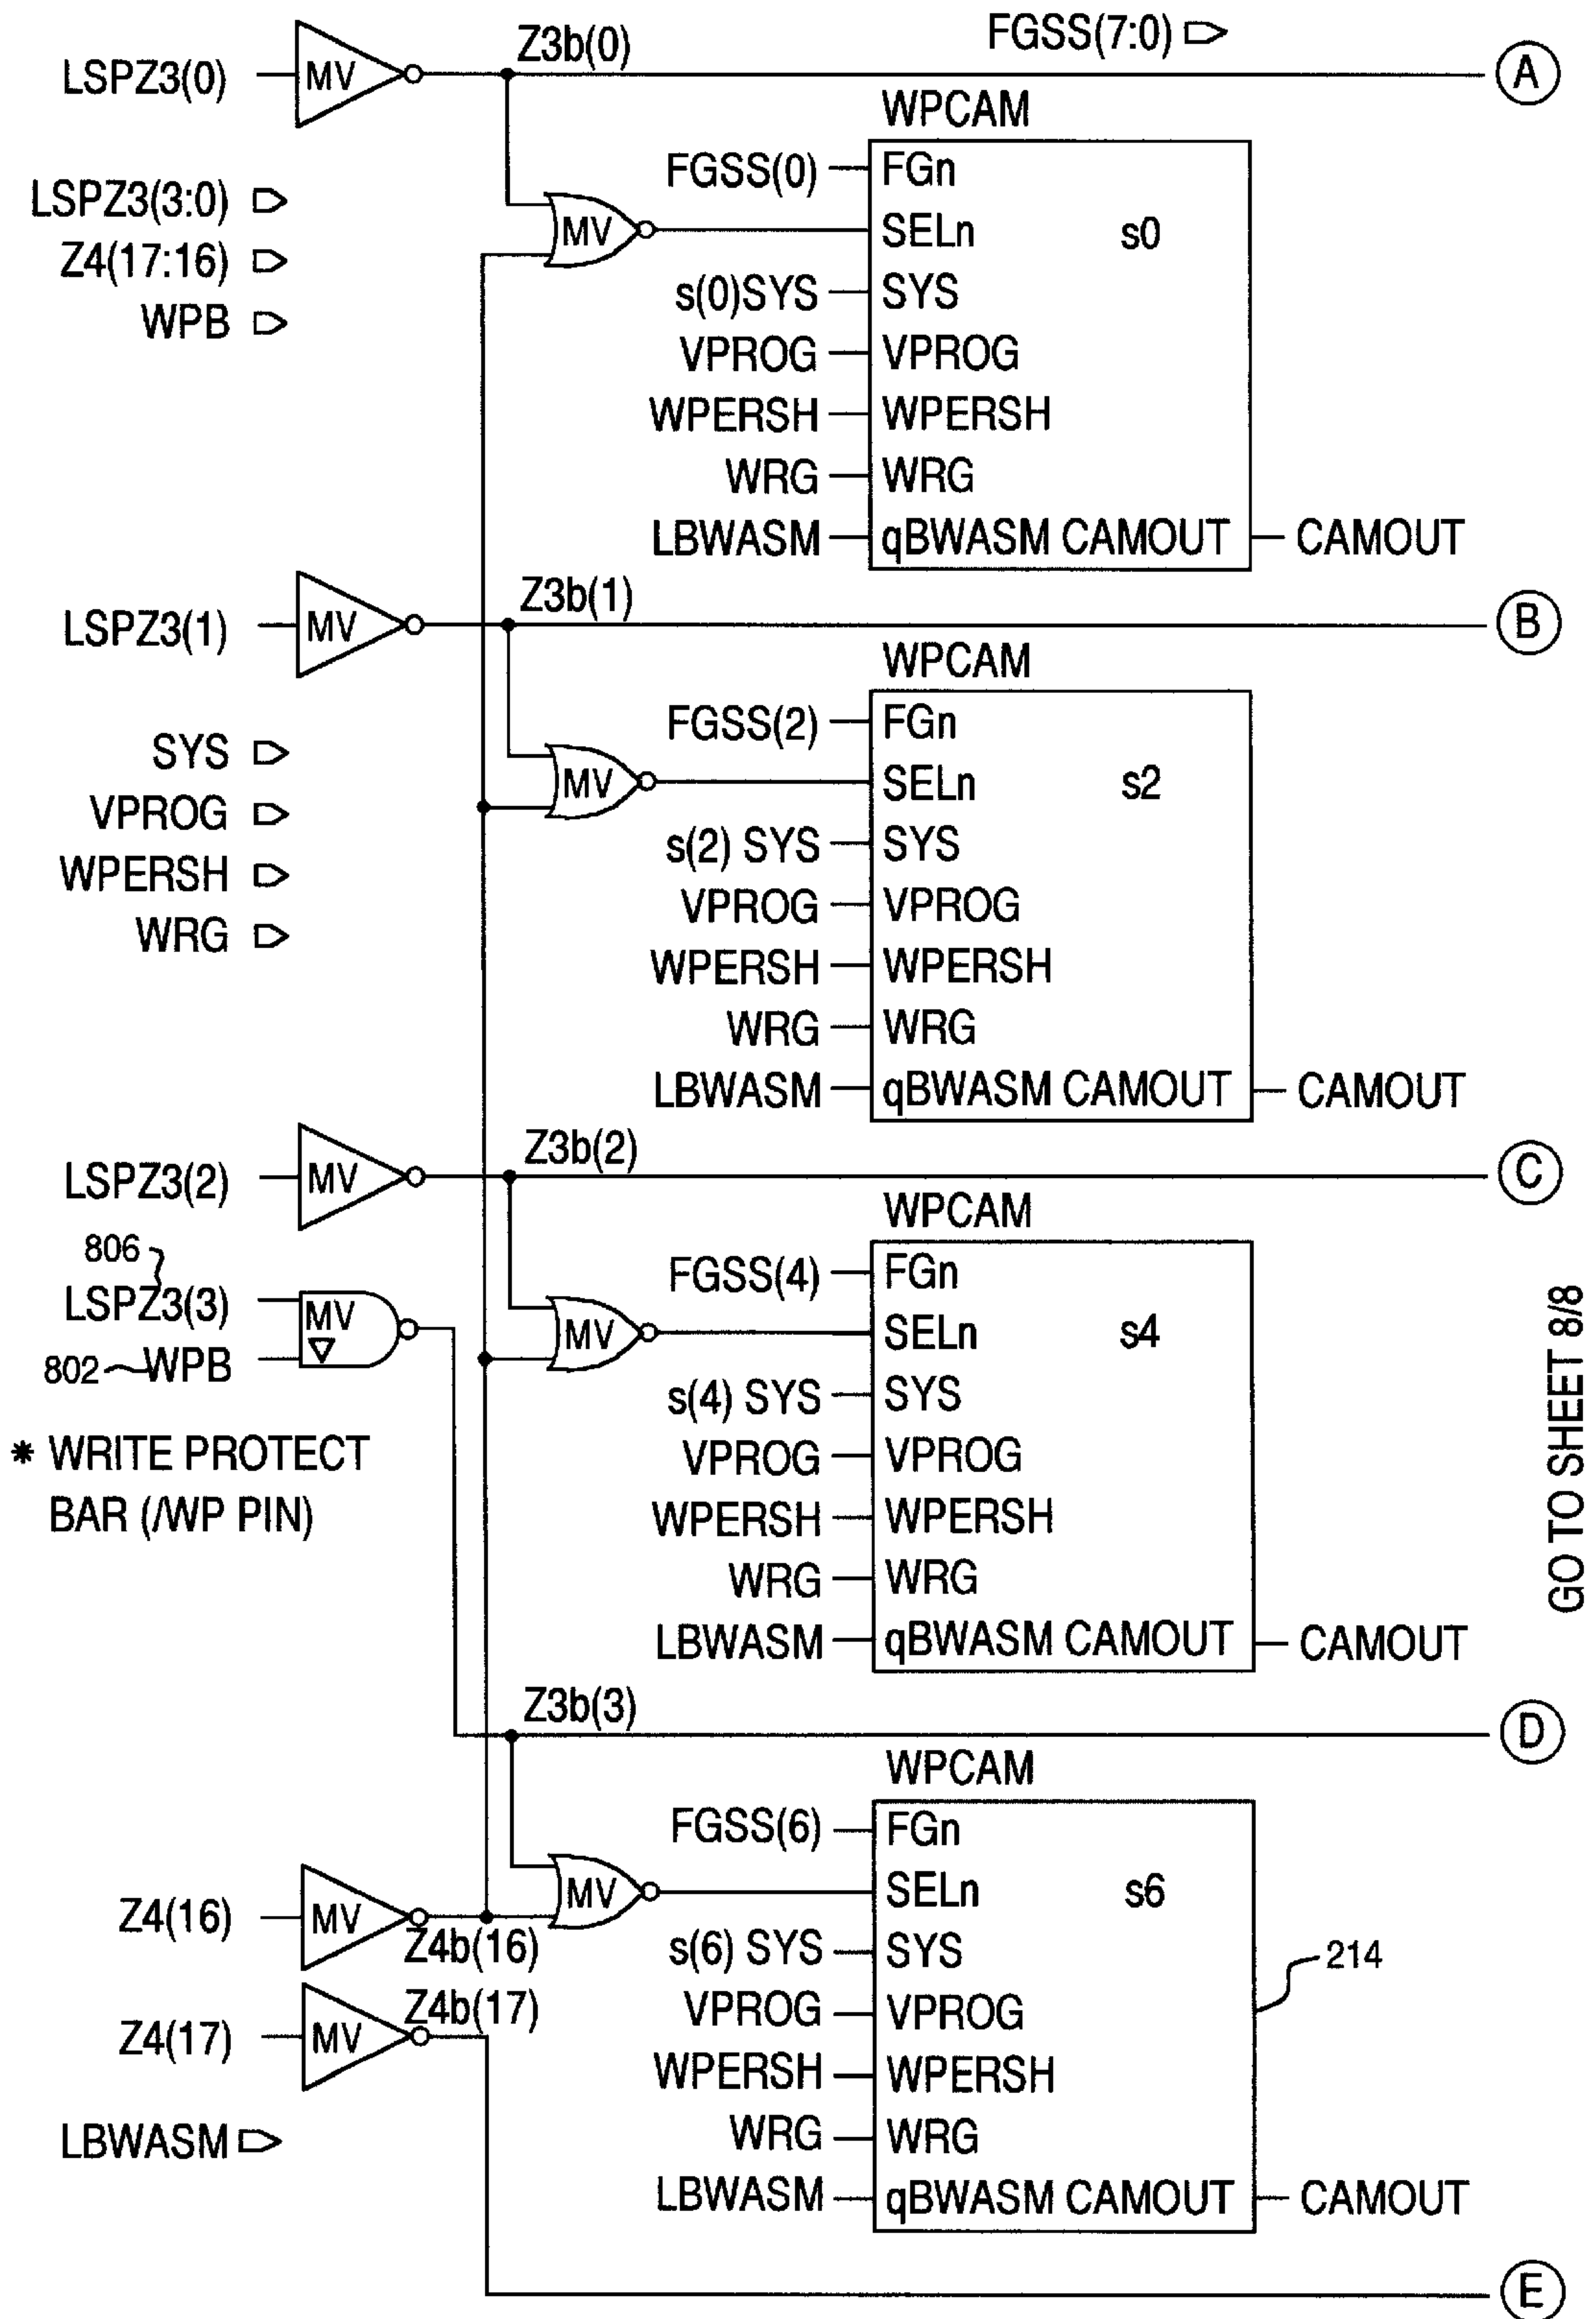 FGSS(7:0)
LSPZ3(0) MV Z3b(0) A
WPCAM
LSPZ3(3:0)
Z4(17:16)
WPB
MV
FGSS(0) FGn
SELn s0
s(0)SYS SYS
VPROG VPROG
WPERSH WPERSH
WRG WRG
LBWASM qBWASM CAMOUT CAMOUT
LSPZ3(1) MV Z3b(1) B
WPCAM
SYS
VPROG
WPERSH
WRG
MV
FGSS(2) FGn
SELn s2
s(2) SYS SYS
VPROG VPROG
WPERSH WPERSH
WRG WRG
LBWASM qBWASM CAMOUT CAMOUT
LSPZ3(2) MV Z3b(2) C
WPCAM
806
LSPZ3(3) MV
802 WPB
* WRITE PROTECT
BAR (/WP PIN)
MV
FGSS(4) FGn
SELn s4
s(4) SYS SYS
VPROG VPROG
WPERSH WPERSH
WRG WRG
LBWASM qBWASM CAMOUT CAMOUT
GO TO SHEET 8/8
Z3b(3) D
WPCAM
Z4(16) MV Z4b(16)
Z4(17) MV Z4b(17)
LBWASM
MV
FGSS(6) FGn
SELn s6
s(6) SYS SYS
214
VPROG VPROG
WPERSH WPERSH
WRG WRG
LBWASM qBWASM CAMOUT CAMOUT
E